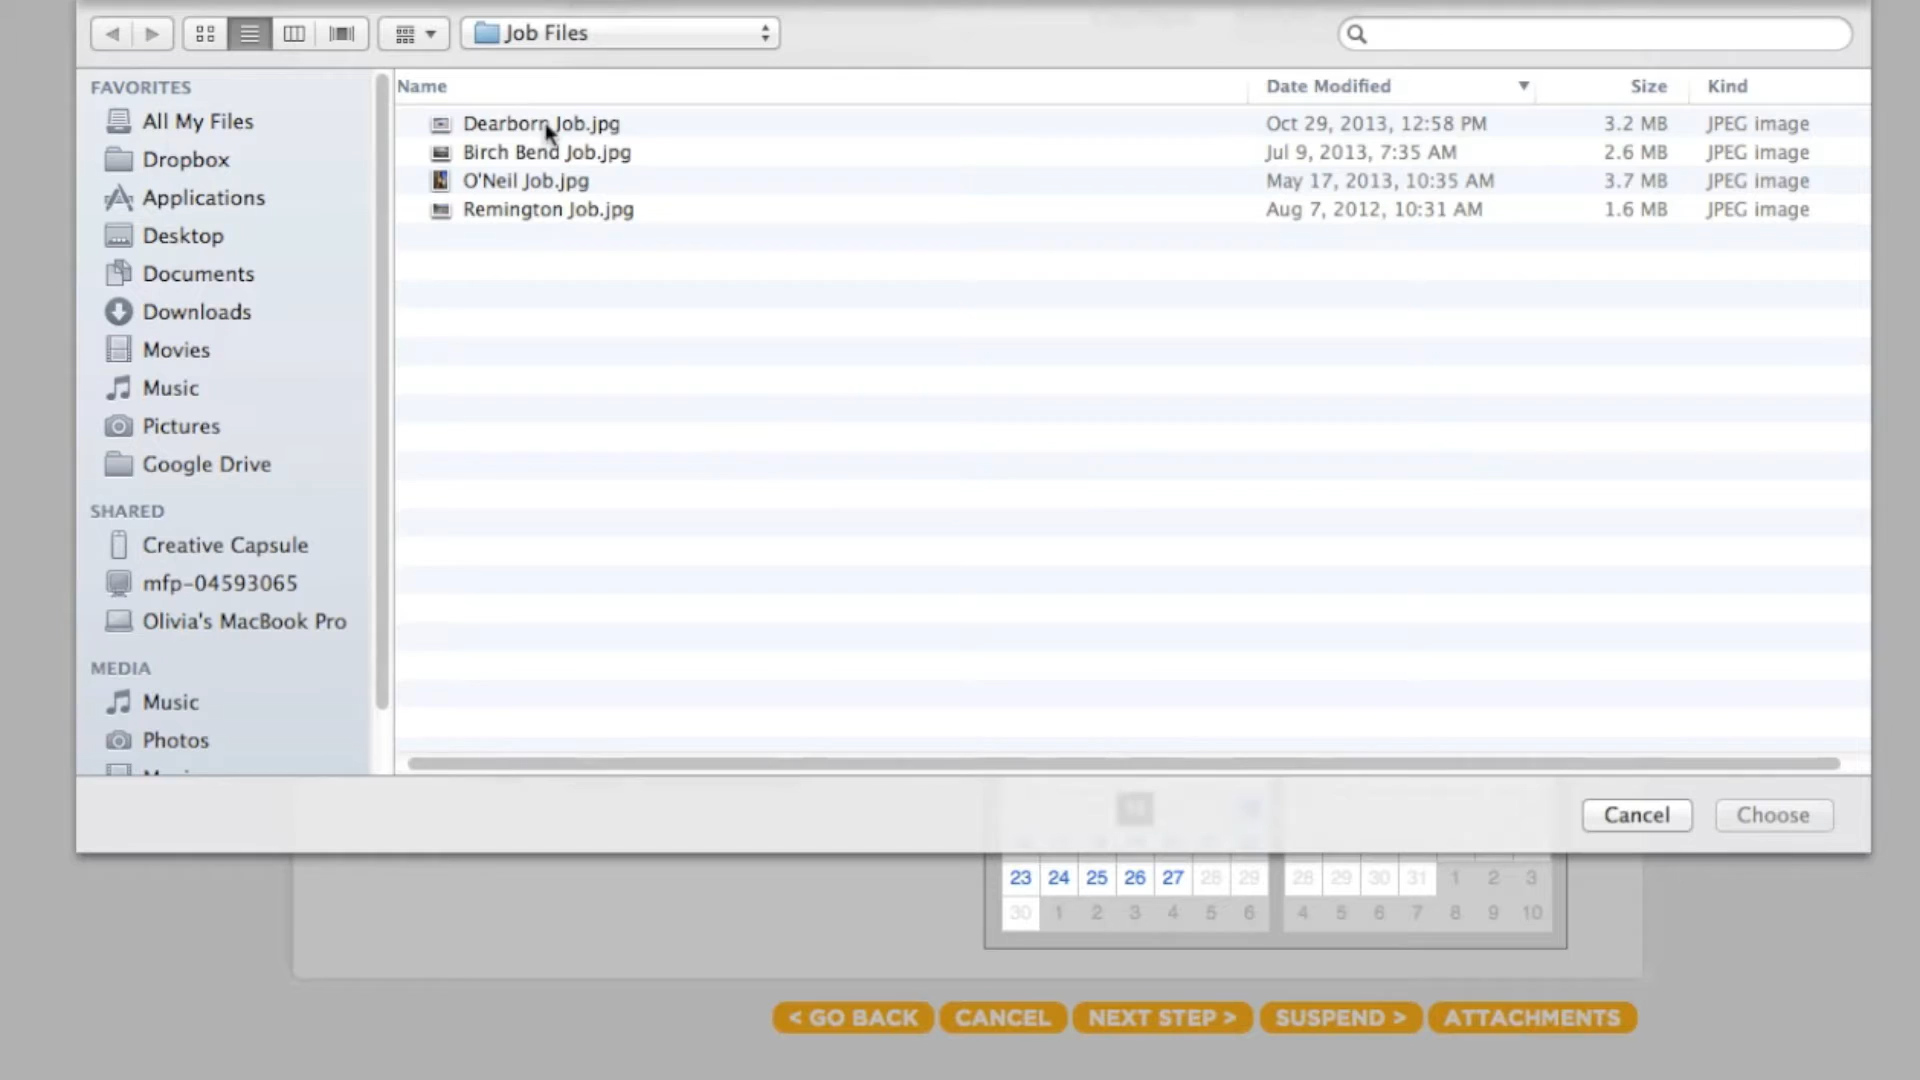 Job Files
FAVORITES
All My Files
Dropbox
Applications
Desktop
Documents
Downloads
Movies
Music
Pictures
Google Drive
SHARED
Creative Capsule
mfp-04593065
Olivia's MacBook Pro
MEDIA
Music
Photos
Name Date Modified Size Kind
Dearborn Job.jpg Oct 29, 2013, 12:58 PM 3.2 MB JPEG image
Birch Bend Job.jpg Jul 9, 2013, 7:35 AM 2.6 MB JPEG image
O'Neil Job.jpg May 17, 2013, 10:35 AM 3.7 MB JPEG image
Remington Job.jpg Aug 7, 2012, 10:31 AM 1.6 MB JPEG image
Cancel Choose
23 24 25 26 27 28 29 28 29 30 31 1 2 3
30 1 2 3 4 5 6 4 5 6 7 8 9 10
< GO BACK CANCEL NEXT STEP > SUSPEND > ATTACHMENTS